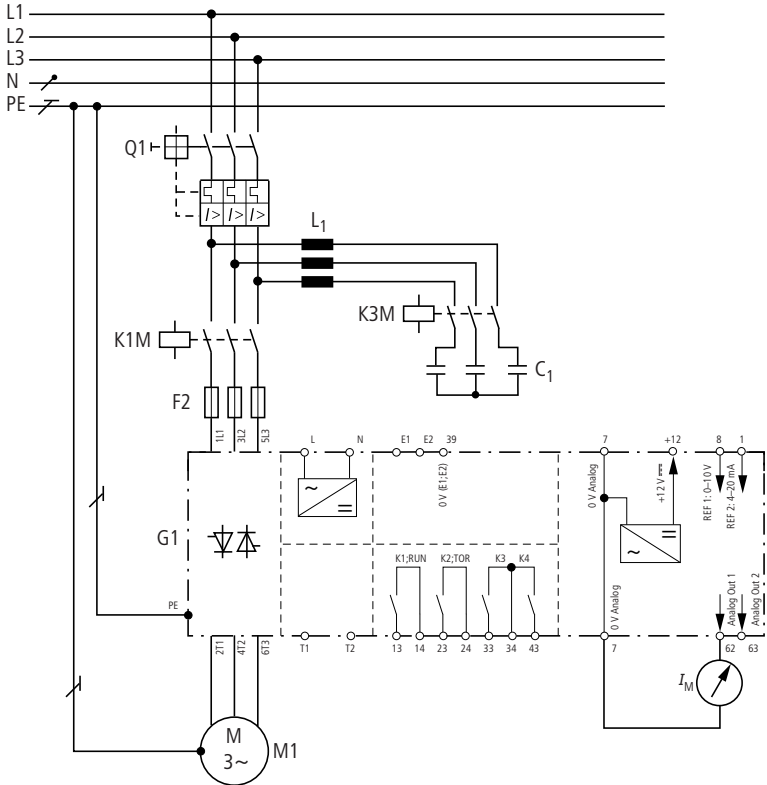 L1
L2
L3
N
PE
Q1
I> I> I>
L1
K3M
K1M
C1
F2
1L1
3L2
5L3
L
N
E1
E2
39
7
+12
8
1
0 V (E1;E2)
0 V Analog
+12 V
REF 1: 0–10 V
REF 2: 4–20 mA
~
=
~
=
G1
K1;RUN
K2;TOR
K3
K4
PE
0 V Analog
Analog Out 1
Analog Out 2
2T1
4T2
6T3
T1
T2
13
14
23
24
33
34
43
7
62
63
IM
M
3~
M1